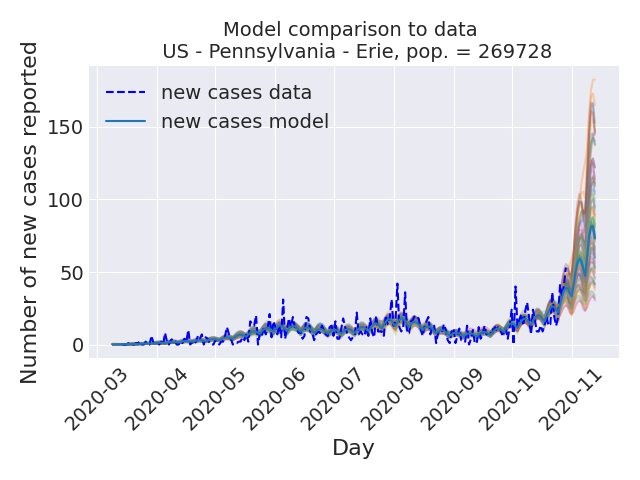 Model comparison to data
US - Pennsylvania - Erie, pop. = 269728
new cases data
new cases model
Number of new cases reported
150
100
50
0
2020-03
2020-04
2020-05
2020-06
2020-07
2020-08
2020-09
2020-10
2020-11
Day